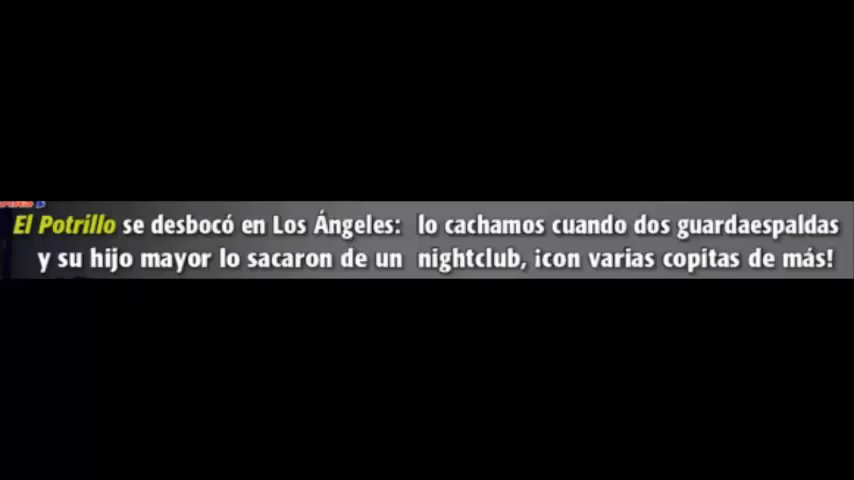 El Potrillo se desbocó en Los Ángeles: lo cachamos cuando dos guardaespaldas
y su hijo mayor lo sacaron de un nightclub, ¡con varias copitas de más!